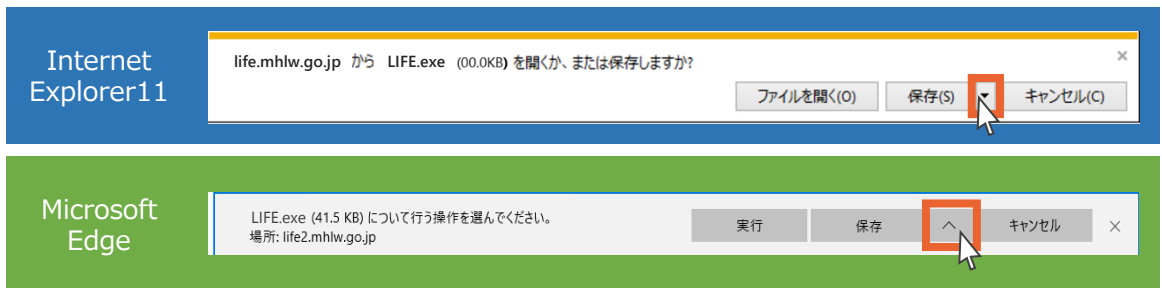 Internet
Explorer11
life.mhlw.go.jp から LIFE.exe (00.0KB) を開くか、または保存しますか?
ファイルを開く(O) 保存(S) キャンセル(C)
Microsoft
Edge
LIFE.exe (41.5 KB) について行う操作を選んでください。
場所: life2.mhlw.go.jp
実行 保存 キャンセル